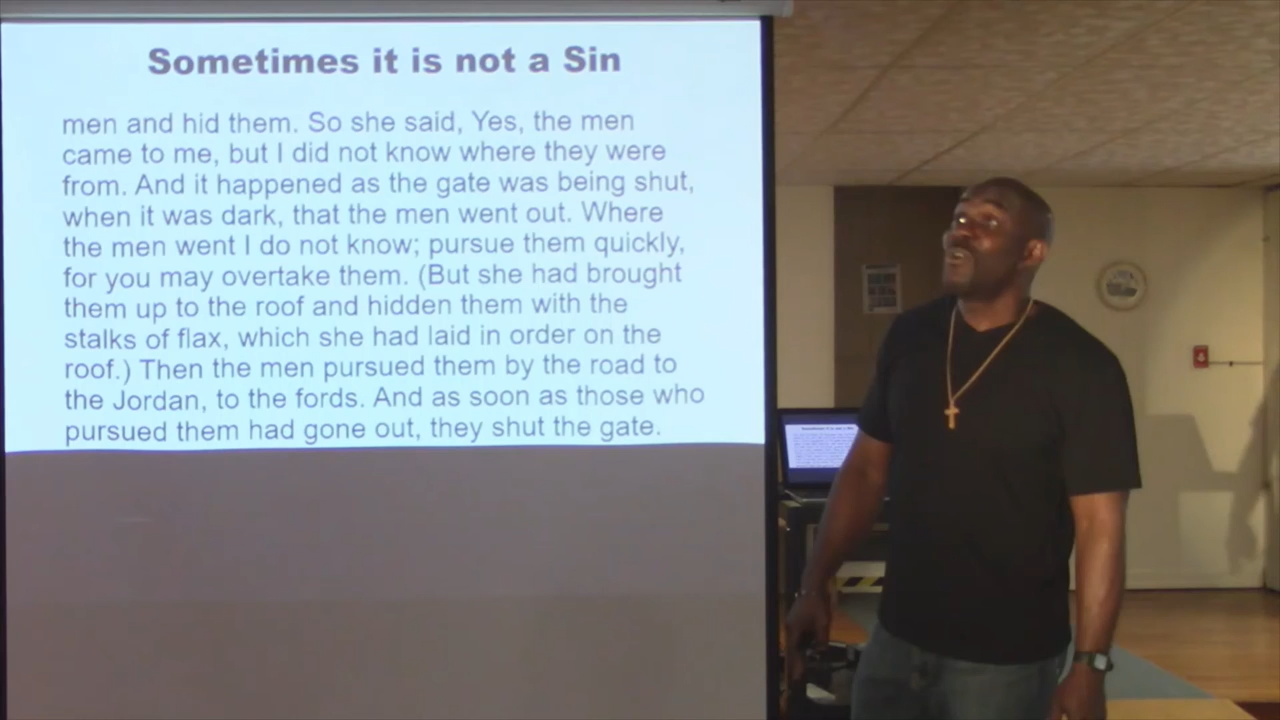 Sometimes it is not a Sin
men and hid them. So she said, Yes, the men
came to me, but I did not know where they were
from. And it happened as the gate was being shut,
when it was dark, that the men went out. Where
the men went I do not know; pursue them quickly,
for you may overtake them. (But she had brought
them up to the roof and hidden them with the
stalks of flax, which she had laid in order on the
roof.) Then the men pursued them by the road to
the Jordan, to the fords. And as soon as those who
pursued them had gone out, they shut the gate.
Sometimes it is not a Sin